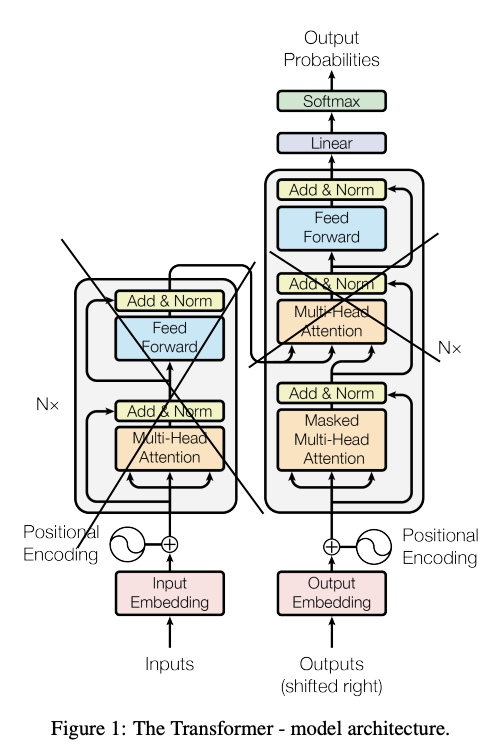 Output
Probabilities
Softmax
Linear
Add & Norm
Feed
Forward
Add & Norm
Multi-Head
Attention
Add & Norm
Masked
Multi-Head
Attention
N×
Add & Norm
Feed
Forward
Add & Norm
Multi-Head
Attention
N×
Positional
Encoding
Positional
Encoding
Input
Embedding
Output
Embedding
Inputs
Outputs
(shifted right)
Figure 1: The Transformer - model architecture.